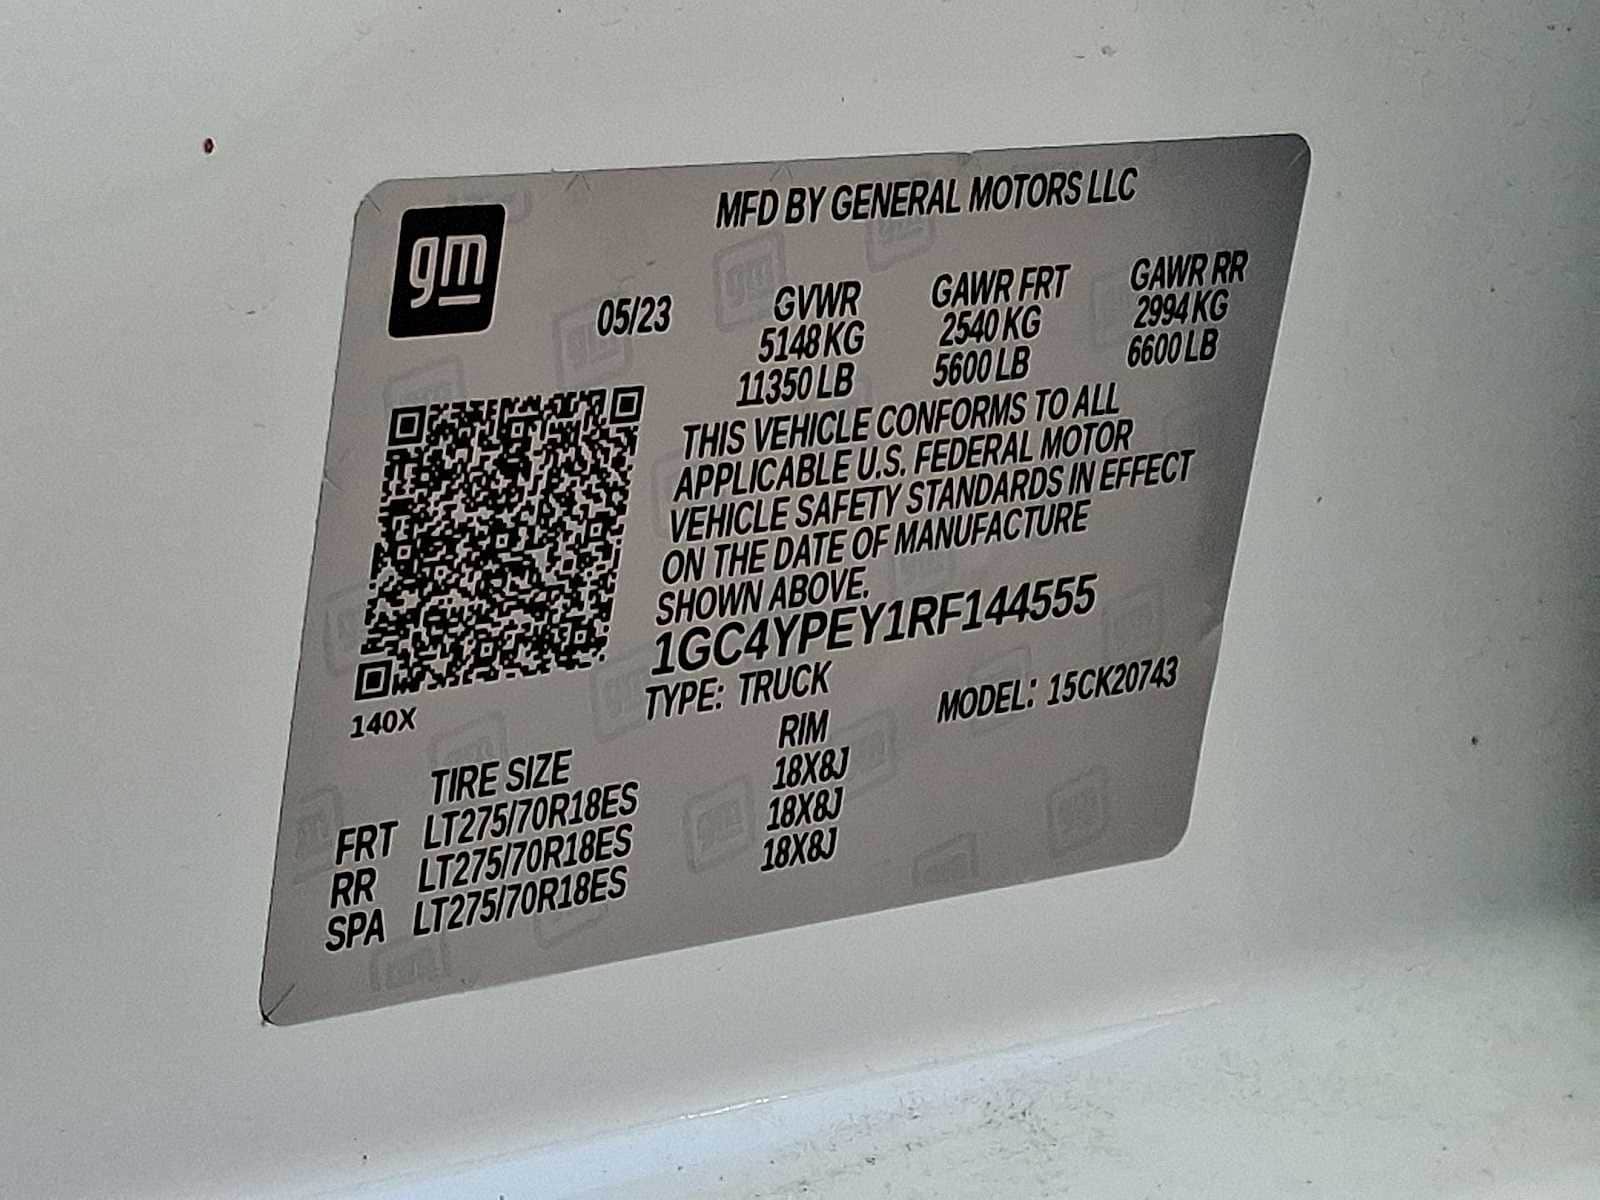 gm
MFD BY GENERAL MOTORS LLC
05/23 GVWR GAWR FRT GAWR RR
5148 KG 2540 KG 2994 KG
11350 LB 5600 LB 6600 LB
THIS VEHICLE CONFORMS TO ALL
APPLICABLE U.S. FEDERAL MOTOR
VEHICLE SAFETY STANDARDS IN EFFECT
ON THE DATE OF MANUFACTURE
SHOWN ABOVE.
1GC4YPEY1RF144555
TYPE: TRUCK MODEL: 15CK20743
140X
TIRE SIZE RIM
FRT LT275/70R18ES 18X8J
RR LT275/70R18ES 18X8J
SPA LT275/70R18ES 18X8J